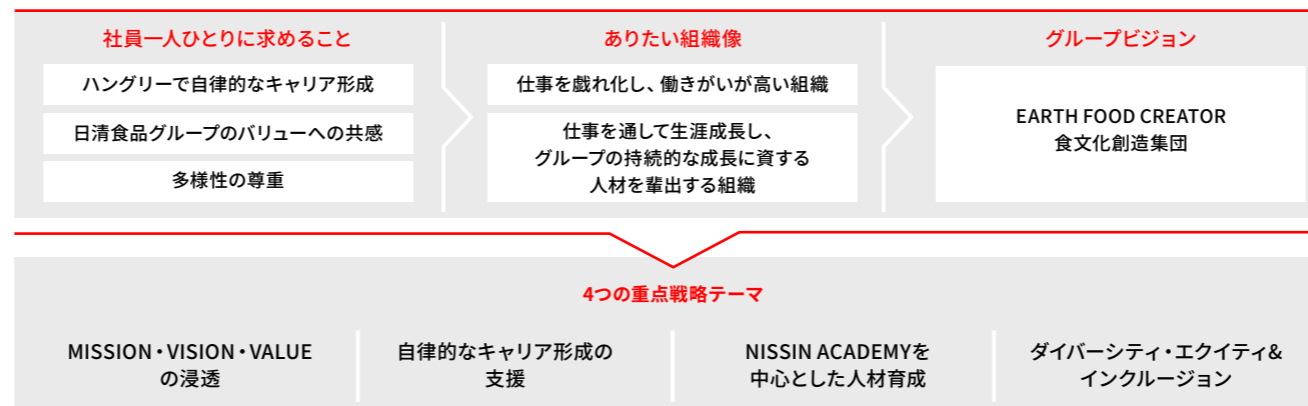 社員一人ひとりに求めること
ハングリーで自律的なキャリア形成
日清食品グループのバリューへの共感
多様性の尊重
ありたい組織像
仕事を戯れ化し、働きがいが高い組織
仕事を通して生涯成長し、
グループの持続的な成長に資する
人材を輩出する組織
グループビジョン
EARTH FOOD CREATOR
食文化創造集団
4つの重点戦略テーマ
MISSION・VISION・VALUE
の浸透
自律的なキャリア形成の
支援
NISSIN ACADEMYを
中心とした人材育成
ダイバーシティ・エクイティ&
インクルージョン